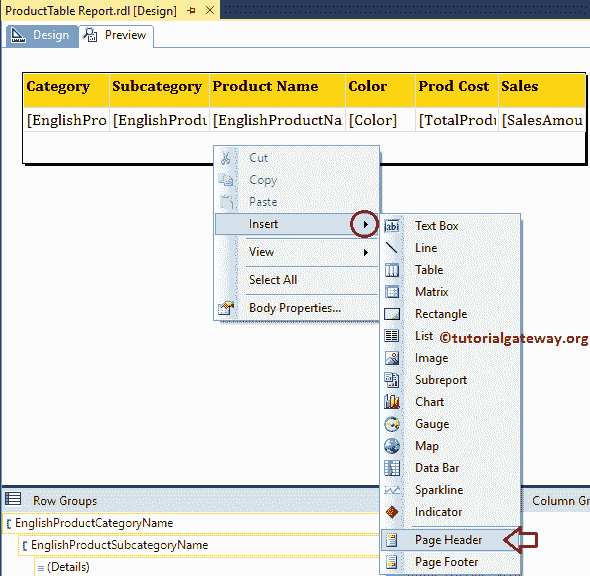 ProductTable Report.rdl [Design]
Design Preview
Category Subcategory Product Name Color Prod Cost Sales
[EnglishPro [EnglishProdu [EnglishProductNa [Color] [TotalProdu [SalesAmou
Cut
Copy
Paste
Insert
View
Select All
Body Properties...
Text Box
Line
Table
Matrix
Rectangle
List
©tutorialgateway.org
Image
Subreport
Chart
Gauge
Map
Data Bar
Sparkline
Indicator
Page Header
Page Footer
Row Groups
Column Gr
EnglishProductCategoryName
EnglishProductSubcategoryName
(Details)